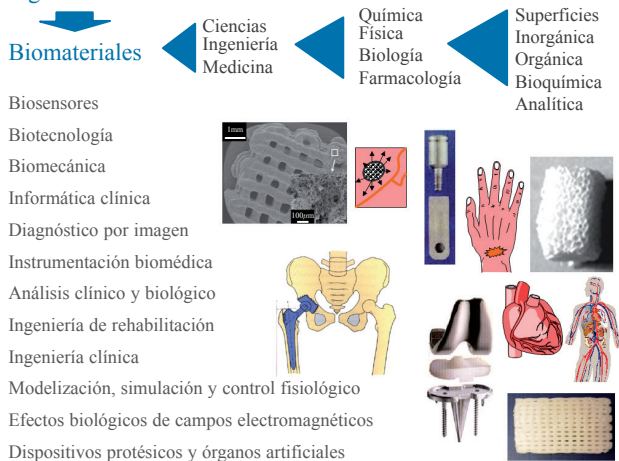 Biomateriales
Ciencias
Ingeniería
Medicina
Química
Física
Biología
Farmacología
Superficies
Inorgánica
Orgánica
Bioquímica
Analítica
Biosensores
Biotecnología
Biomecánica
Informática clínica
Diagnóstico por imagen
Instrumentación biomédica
Análisis clínico y biológico
Ingeniería de rehabilitación
Ingeniería clínica
Modelización, simulación y control fisiológico
Efectos biológicos de campos electromagnéticos
Dispositivos protésicos y órganos artificiales
1mm
100μm